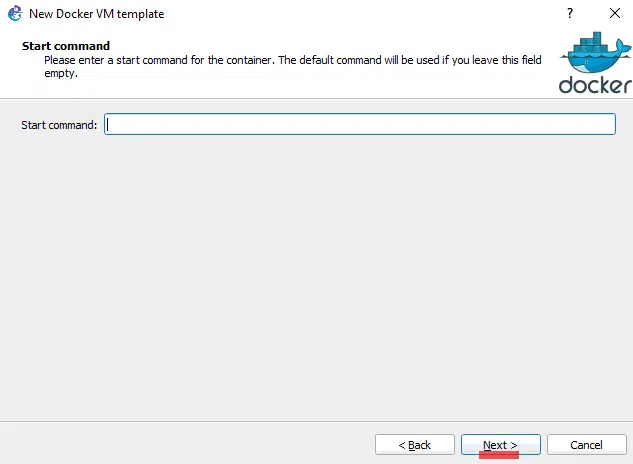 New Docker VM template
?
Start command
Please enter a start command for the container. The default command will be used if you leave this field
empty.
docker
Start command:
< Back
Next >
Cancel